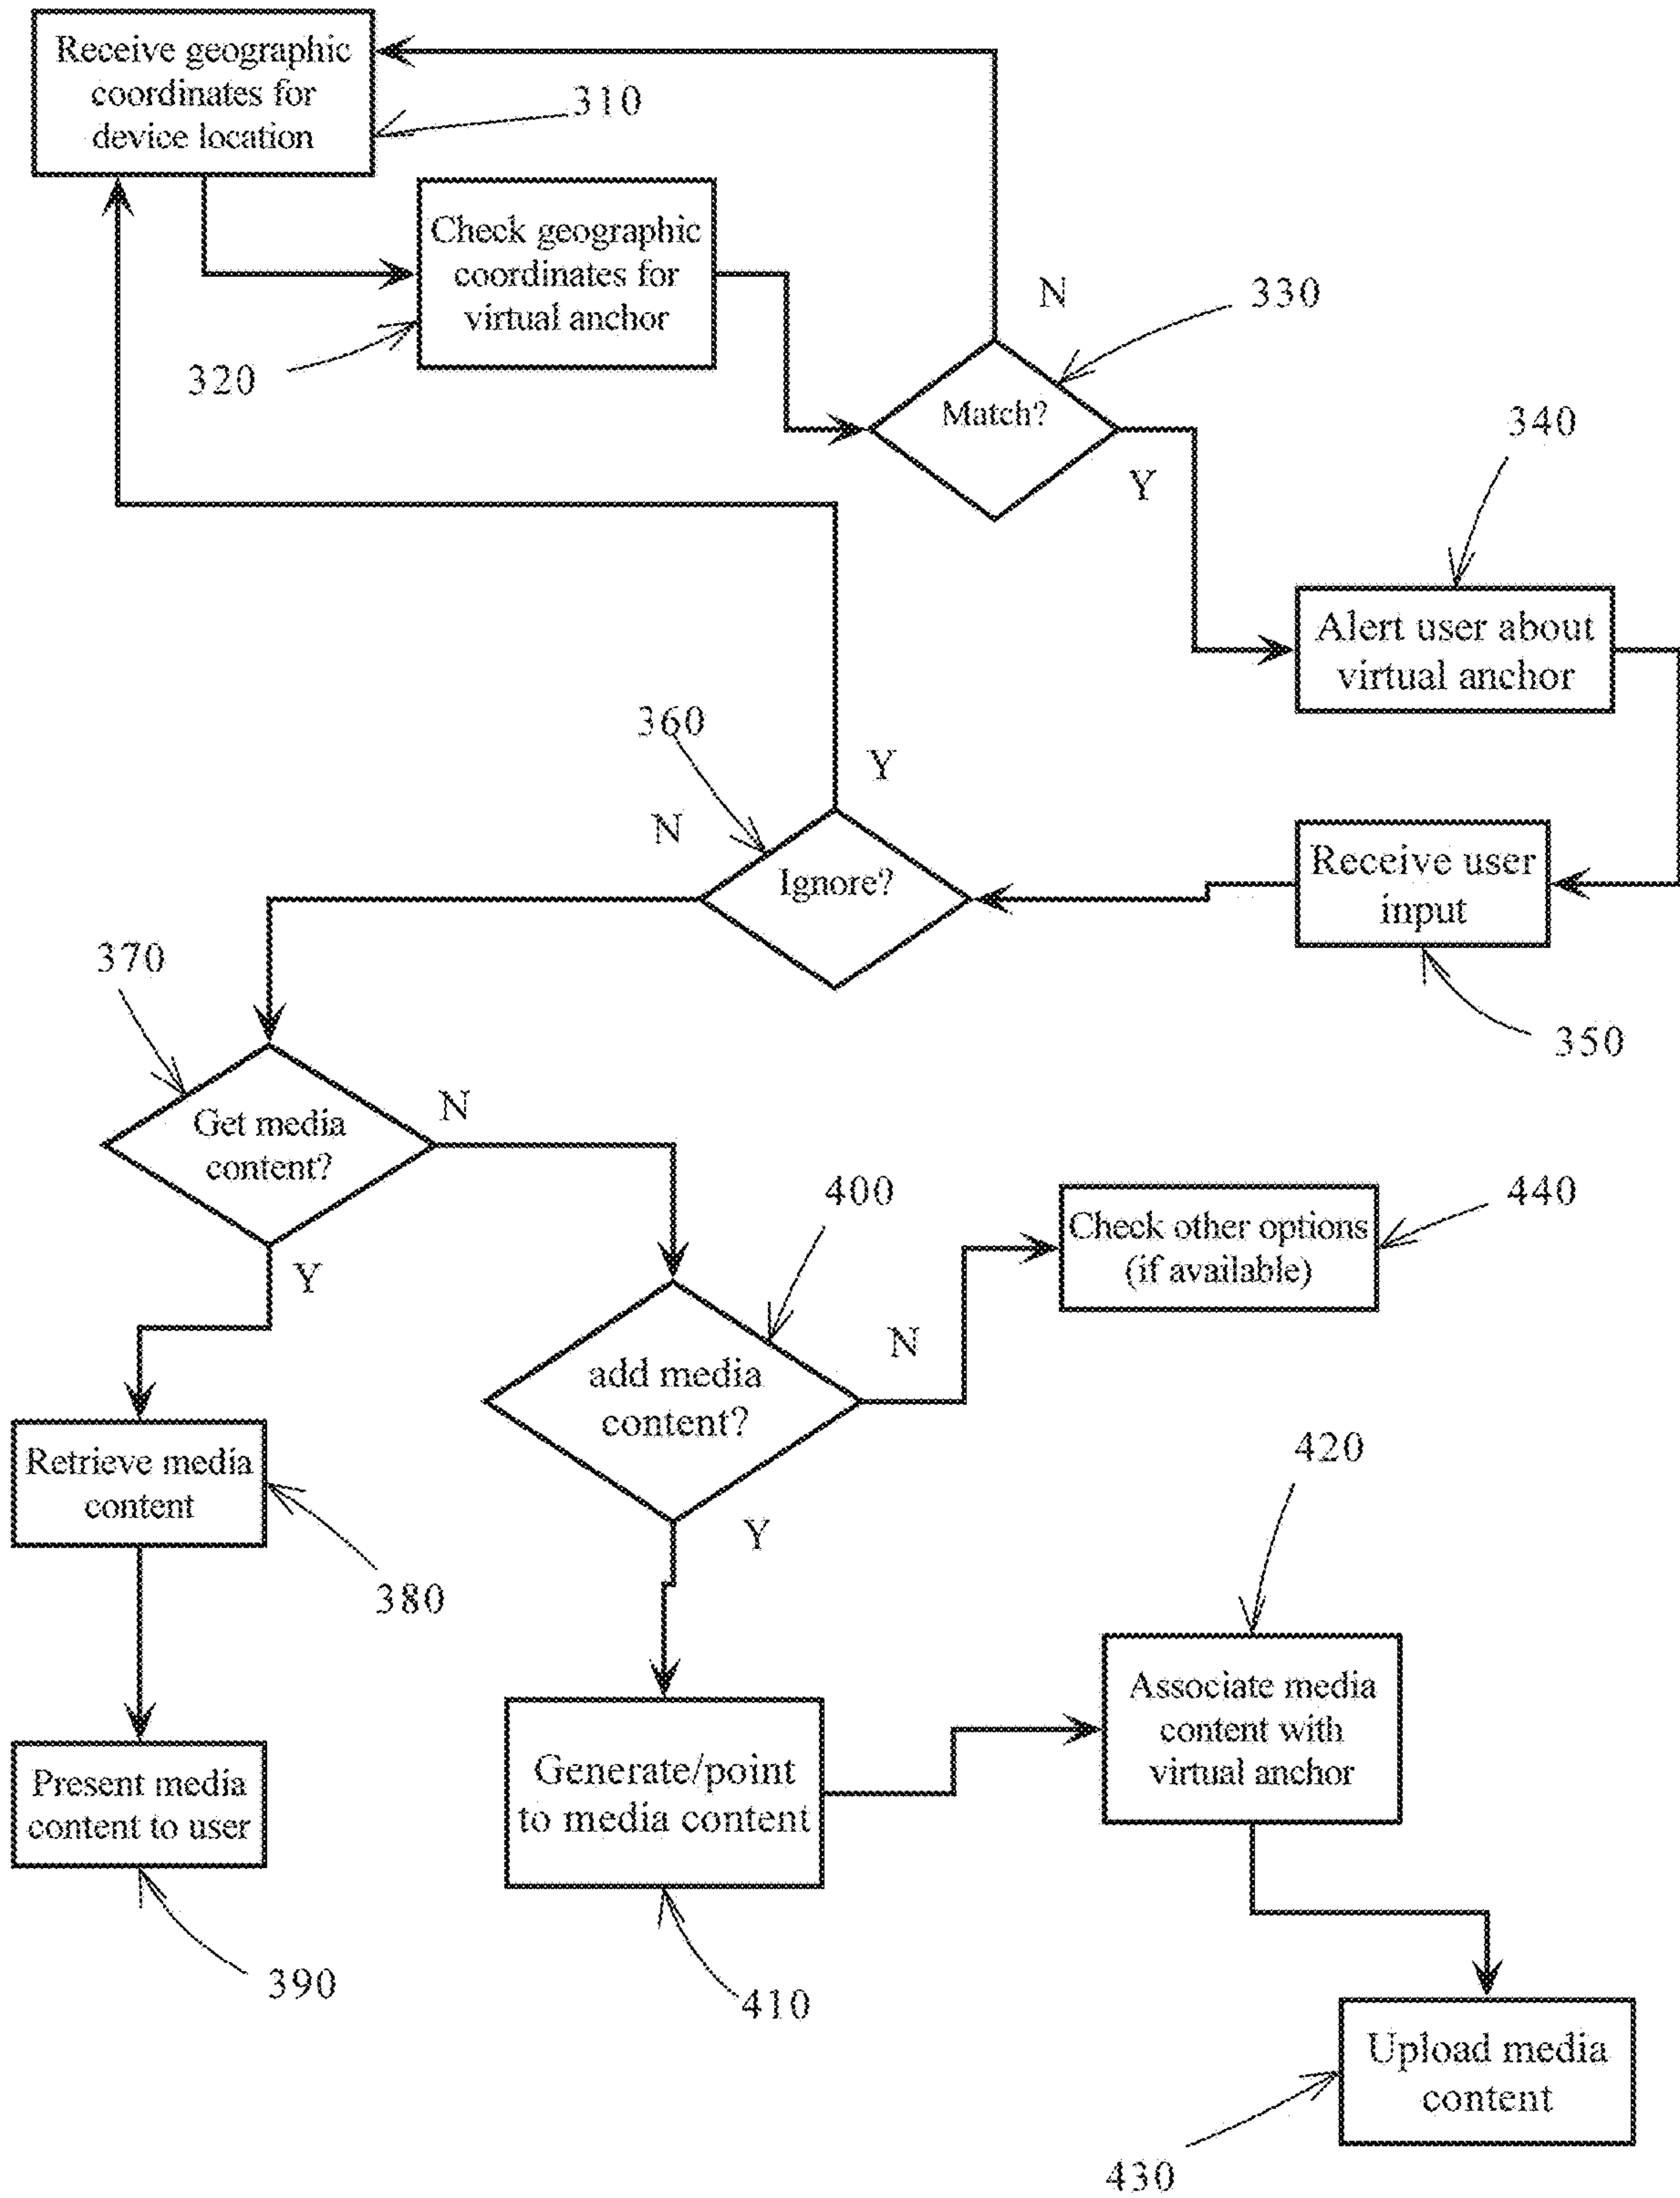 Receive geographic
coordinates for
device location
310
Check geographic
coordinates for
virtual anchor
320
N
330
Match?
Y
340
Alert user about
virtual anchor
360
Y
N
Ignore?
Receive user
input
350
370
Get media
content?
N
Y
400
Check other options
(if available)
440
add media
content?
N
Y
Retrieve media
content
380
420
Associate media
content with
virtual anchor
Generate/point
to media content
410
Present media
content to user
390
Upload media
content
430